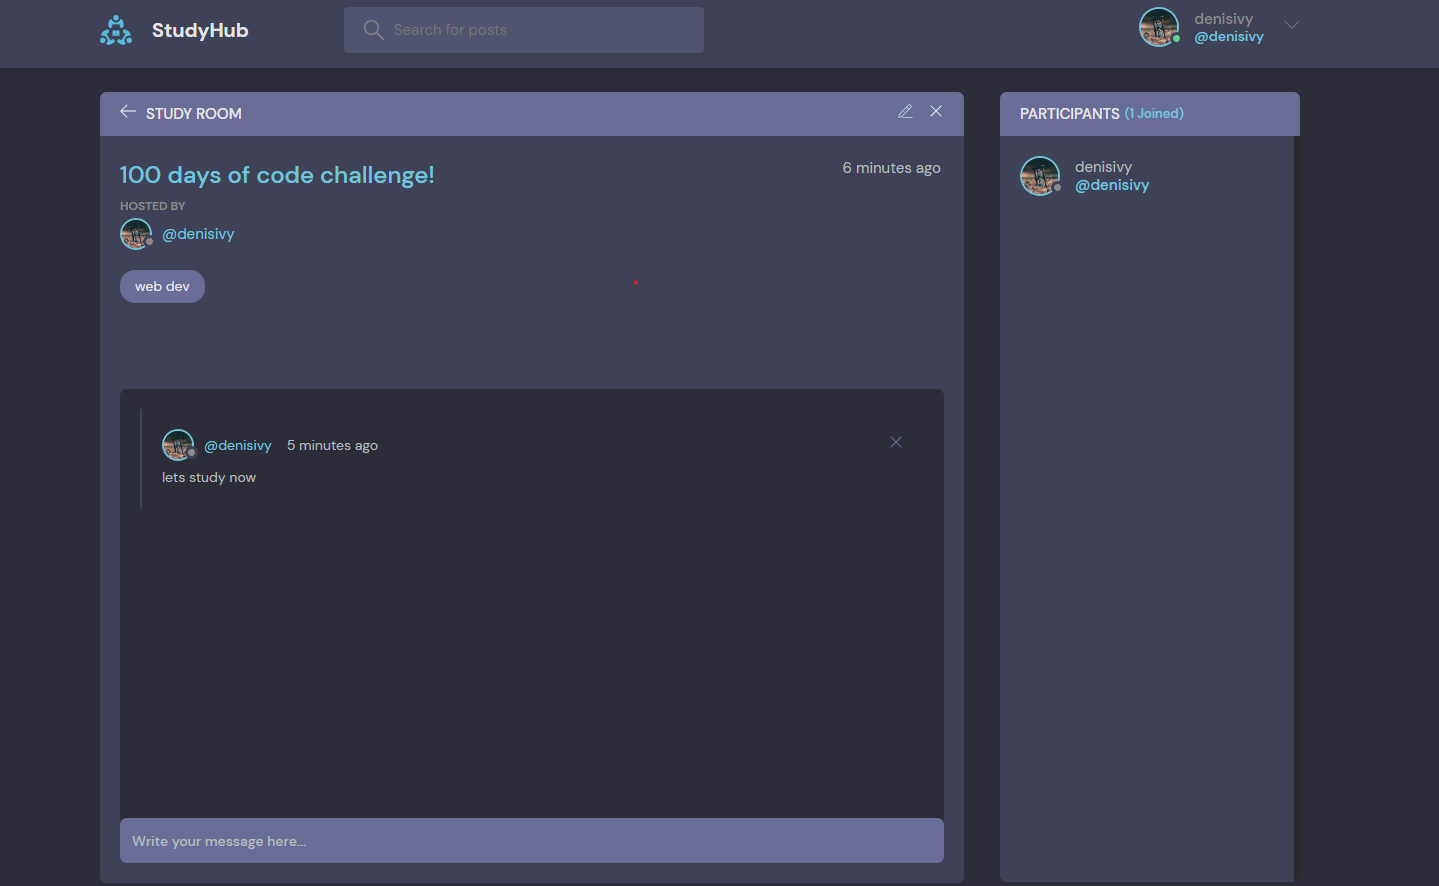 StudyHub
Search for posts
denisivy
@denisivy
STUDY ROOM
100 days of code challenge!
6 minutes ago
HOSTED BY
@denisivy
web dev
@denisivy 5 minutes ago
lets study now
Write your message here...
PARTICIPANTS (1 Joined)
denisivy
@denisivy